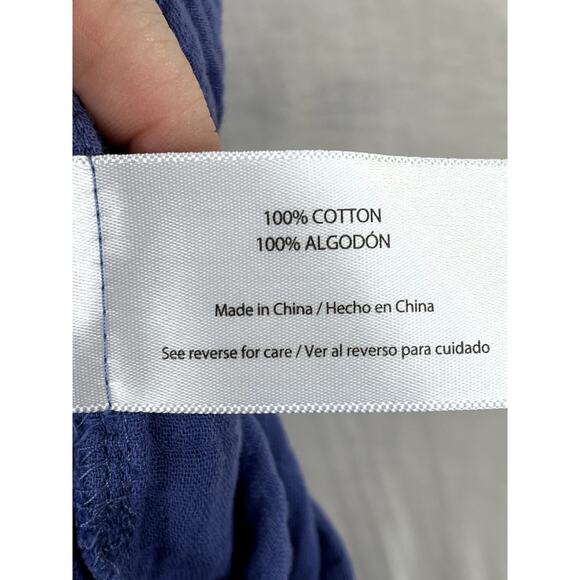 100% COTTON
100% ALGODÓN
Made in China / Hecho en China
See reverse for care / Ver al reverso para cuidado